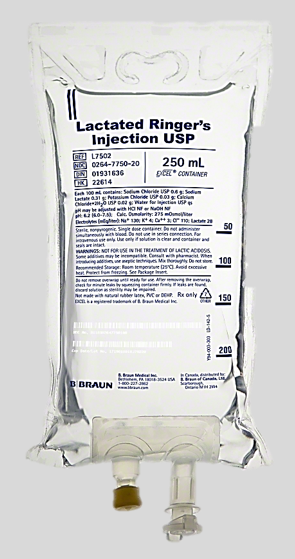 Lactated Ringer's
Injection USP
REF L7502
NDC 0264-7750-20
DIN 01931636
HK 22614
250 mL
EXCEL® CONTAINER
Each 100 mL contains: Sodium Chloride USP 0.6 g; Sodium
Lactate 0.31 g; Potassium Chloride USP 0.03 g; Calcium
Chloride•2H₂O USP 0.02 g; Water for Injection USP qs
pH may be adjusted with HCl NF or NaOH NF
pH: 6.2 (6.0-7.5); Calc. Osmolarity: 275 mOsmol/liter
Electrolytes (mEq/liter): Na⁺ 130; K⁺ 4; Ca⁺⁺ 3; Cl⁻ 110; Lactate 28
Sterile, nonpyrogenic. Single dose container. Do not administer
simultaneously with blood. Do not use in series connection. For
intravenous use only. Use only if solution is clear and container and
seals are intact.
WARNINGS: NOT FOR USE IN THE TREATMENT OF LACTIC ACIDOSIS.
Some additives may be incompatible. Consult with pharmacist. When
introducing additives, use aseptic techniques. Mix thoroughly. Do not store.
Recommended Storage: Room temperature (25°C). Avoid excessive
heat. Protect from freezing. See Package Insert.
Do not remove overwrap until ready for use. After removing the overwrap,
check for minute leaks by squeezing container firmly. If leaks are found,
discard solution as sterility may be impaired.
Not made with natural rubber latex, PVC or DEHP. Rx only
EXCEL is a registered trademark of B. Braun Medical Inc.
50
100
150
200
B BRAUN
B. Braun Medical Inc.
Bethlehem, PA 18018-3524 USA
1-800-227-2862
www.bbraun.com
In Canada, distributed by:
B. Braun of Canada, Ltd.
Scarborough,
Ontario M1H 2W4